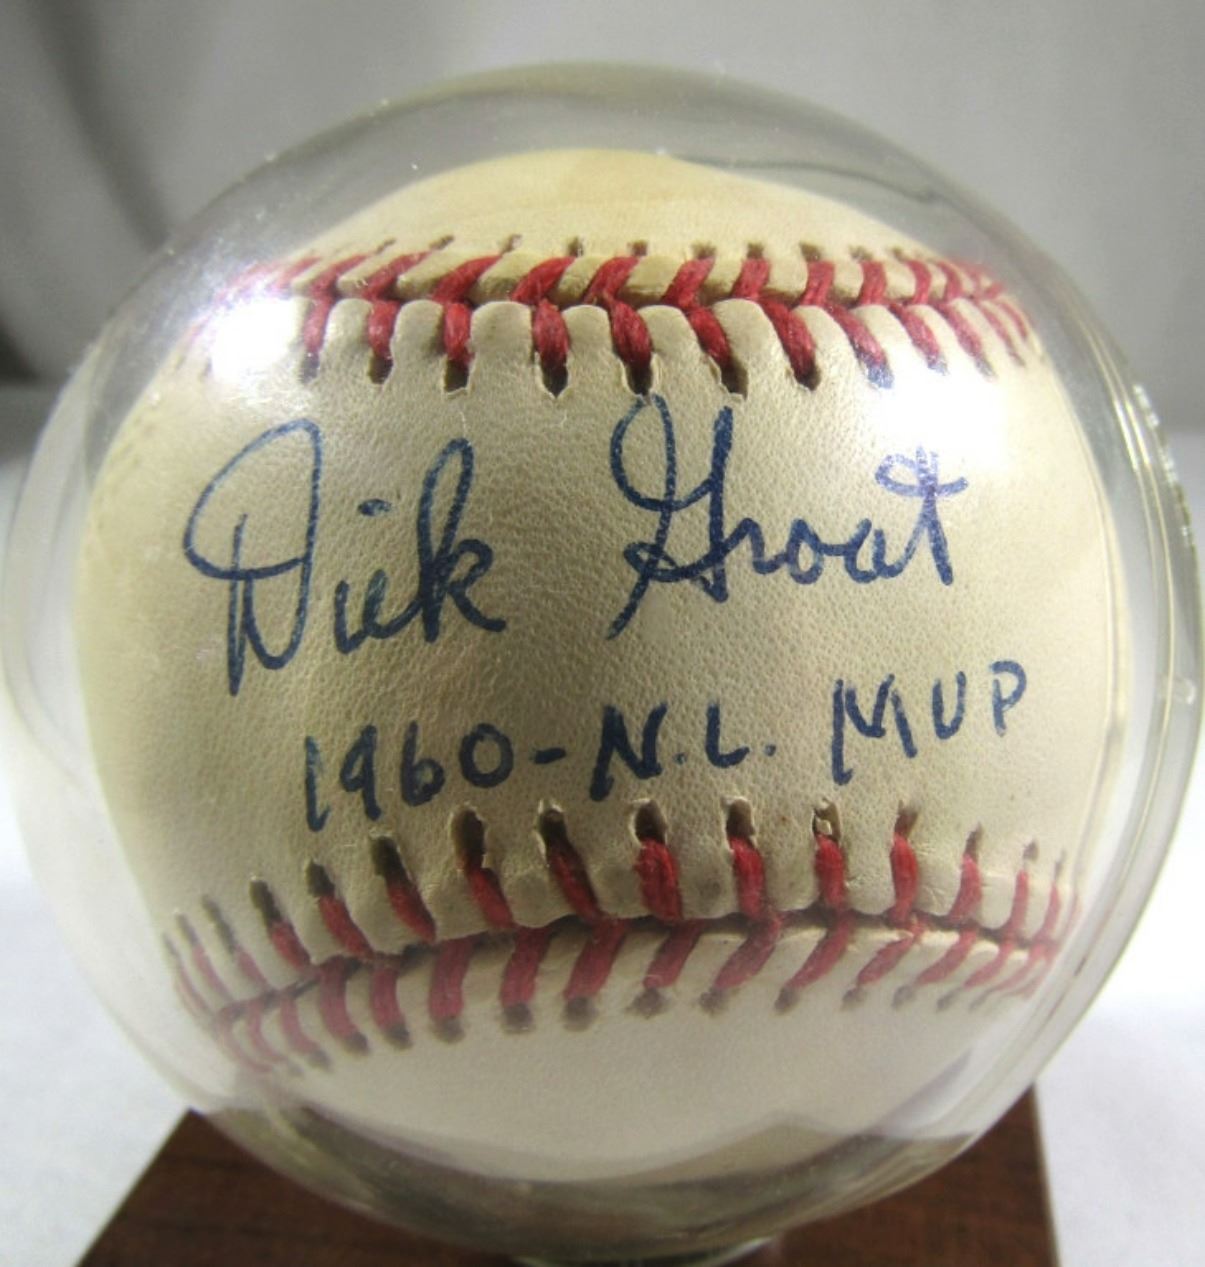 Dick Groat
1960-N.L. MVP